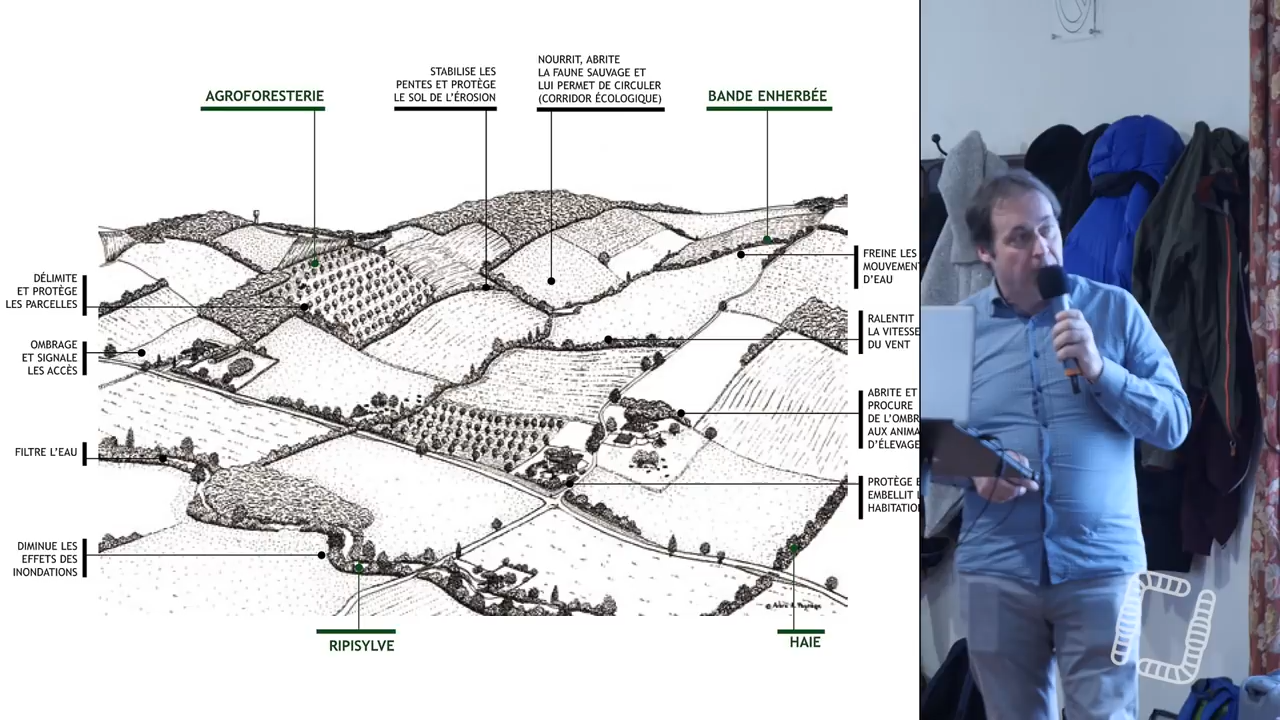 AGROFORESTERIE
STABILISE LES
PENTES ET PROTÈGE
LE SOL DE L'ÉROSION
NOURRIT, ABRITE
LA FAUNE SAUVAGE ET
LUI PERMET DE CIRCULER
(CORRIDOR ÉCOLOGIQUE)
BANDE ENHERBÉE
DÉLIMITE
ET PROTÈGE
LES PARCELLES
OMBRAGE
ET SIGNALE
LES ACCÈS
FILTRE L'EAU
DIMINUE LES
EFFETS DES
INONDATIONS
FREINE LES
MOUVEMEN
D'EAU
RALENTIT
LA VITESSE
DU VENT
ABRITE ET
PROCURE
DE L'OMBR
AUX ANIMA
D'ÉLEVAGE
PROTÈGE E
EMBELLIT L
HABITATIO
RIPISYLVE
HAIE